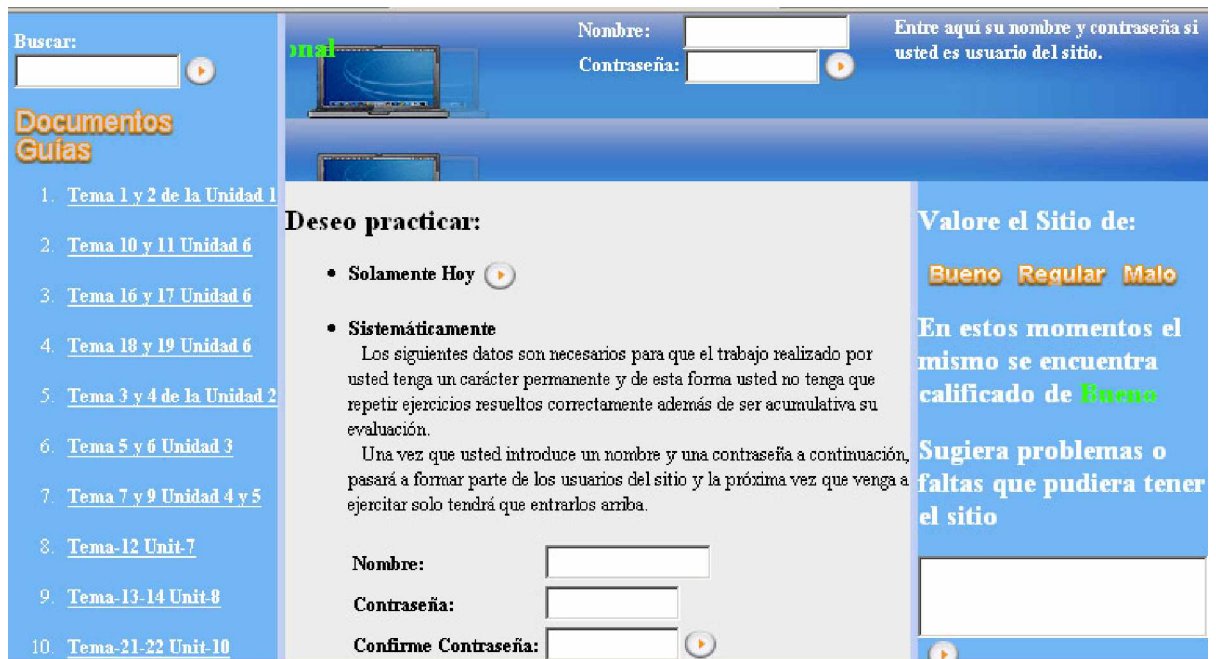 Buscar:
Documentos
Guías
1. Tema 1 y 2 de la Unidad 1
2. Tema 10 y 11 Unidad 6
3. Tema 16 y 17 Unidad 6
4. Tema 18 y 19 Unidad 6
5. Tema 3 y 4 de la Unidad 2
6. Tema 5 y 6 Unidad 3
7. Tema 7 y 9 Unidad 4 y 5
8. Tema-12 Unit-7
9. Tema-13-14 Unit-8
10. Tema-21-22 Unit-10
onal
Nombre:
Contraseña:
Entre aquí su nombre y contraseña si
usted es usuario del sitio.
Deseo practicar:
• Solamente Hoy
• Sistemáticamente
Los siguientes datos son necesarios para que el trabajo realizado por
usted tenga un carácter permanente y de esta forma usted no tenga que
repetir ejercicios resueltos correctamente además de ser acumulativa su
evaluación.
Una vez que usted introduce un nombre y una contraseña a continuación,
pasará a formar parte de los usuarios del sitio y la próxima vez que venga a
ejercitar solo tendrá que entrarlos arriba.
Nombre:
Contraseña:
Confirme Contraseña:
Valore el Sitio de:
Bueno Regular Malo
En estos momentos el
mismo se encuentra
calificado de Bueno
Sugiera problemas o
faltas que pudiera tener
el sitio